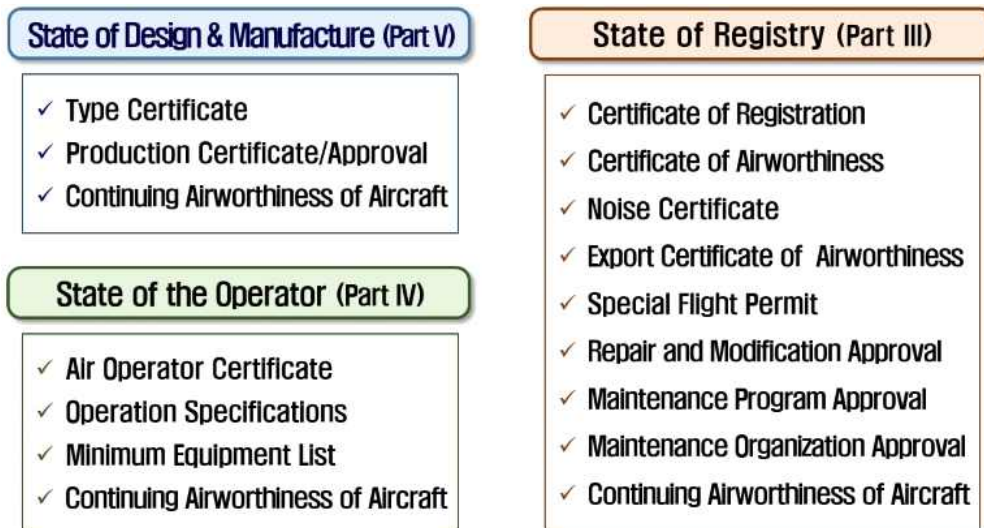 State of Design & Manufacture (Part V)
✓ Type Certificate
✓ Production Certificate/Approval
✓ Continuing Airworthiness of Aircraft
State of the Operator (Part IV)
✓ Air Operator Certificate
✓ Operation Specifications
✓ Minimum Equipment List
✓ Continuing Airworthiness of Aircraft
State of Registry (Part III)
✓ Certificate of Registration
✓ Certificate of Airworthiness
✓ Noise Certificate
✓ Export Certificate of Airworthiness
✓ Special Flight Permit
✓ Repair and Modification Approval
✓ Maintenance Program Approval
✓ Maintenance Organization Approval
✓ Continuing Airworthiness of Aircraft